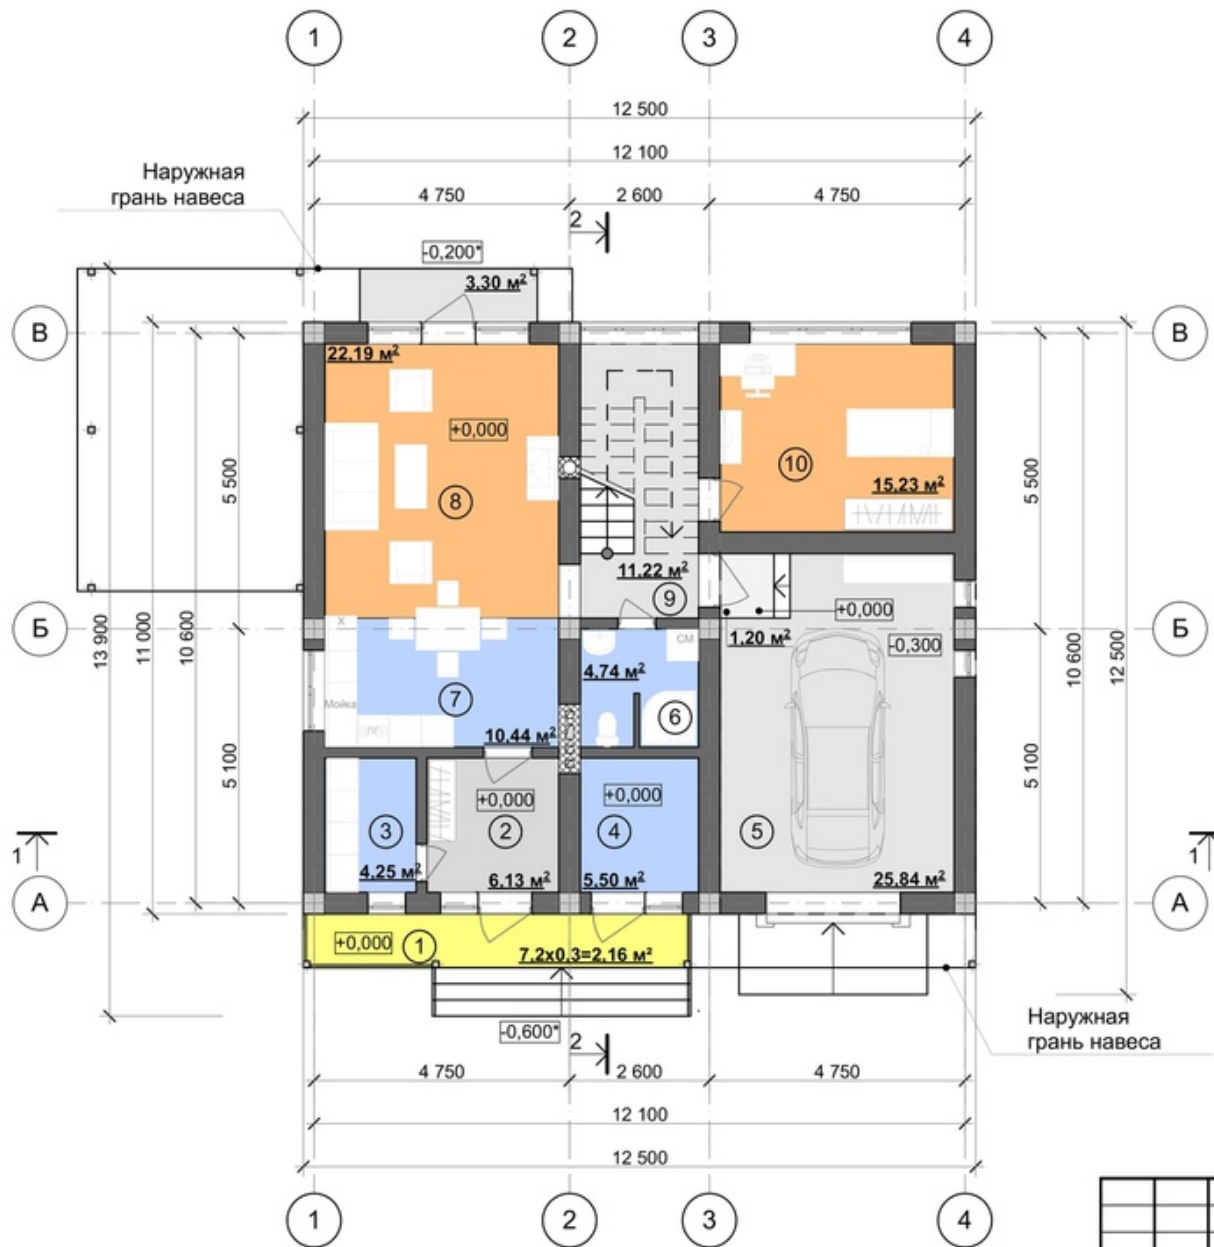 1 2 3 4
12 500
12 100
4 750 2 600 4 750
Наружная
грань навеса
2
-0,200*
3,30 м²
В В
22,19 м²
+0,000
8
10
15,23 м²
5 500 5 500
11,22 м²
9
+0,000
1,20 м²
-0,300
Б Б
13 900 11 000 10 600
10 600 12 500
X
СМ
4,74 м²
Мойка
7
6
10,44 м²
5 100 5 100
+0,000 +0,000
3 2 4 5
4,25 м² 6,13 м² 5,50 м² 25,84 м²
1 1
А А
+0,000 1
7,2x0,3=2,16 м²
-0,600*
2
Наружная
грань навеса
4 750 2 600 4 750
12 100
12 500
1 2 3 4